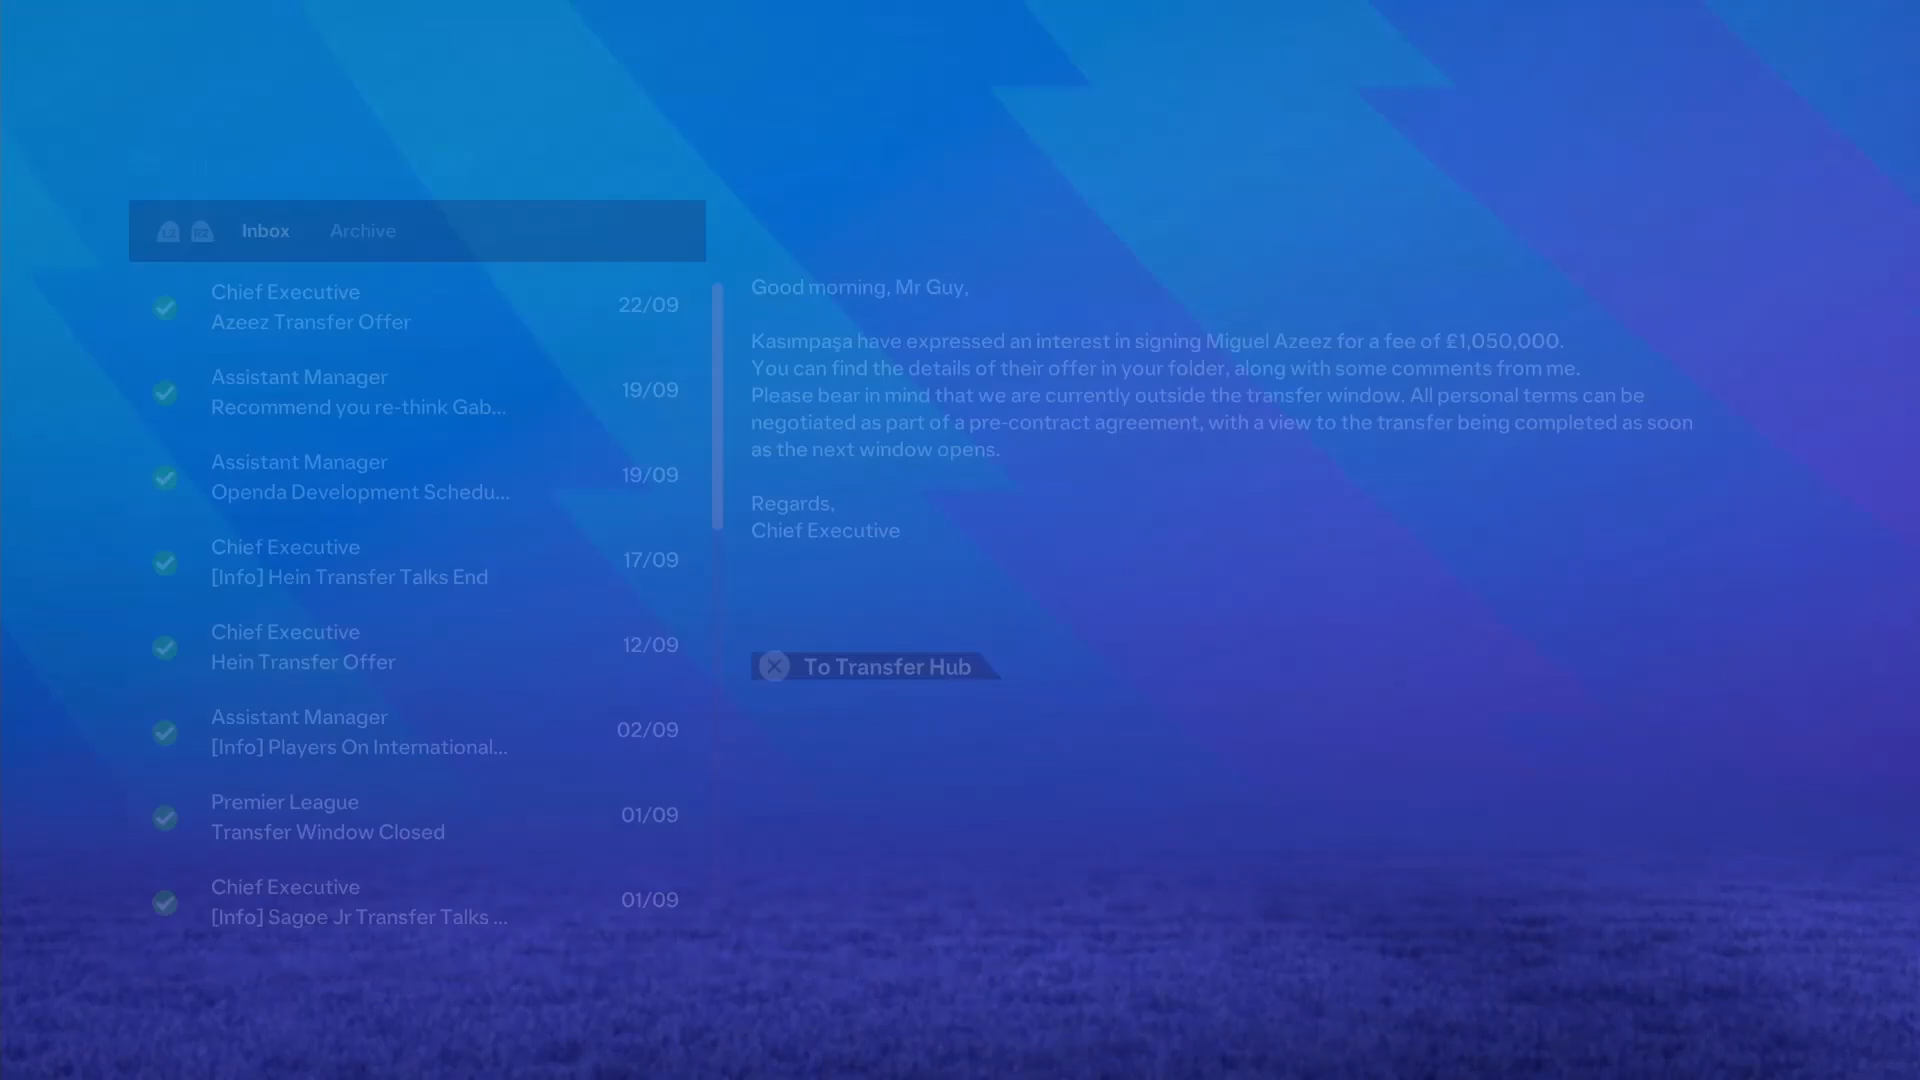 L2 R2 Inbox Archive
Chief Executive
Azeez Transfer Offer
22/09
Assistant Manager
Recommend you re-think Gab...
19/09
Assistant Manager
Openda Development Schedu...
19/09
Chief Executive
[Info] Hein Transfer Talks End
17/09
Chief Executive
Hein Transfer Offer
12/09
Assistant Manager
[Info] Players On International...
02/09
Premier League
Transfer Window Closed
01/09
Chief Executive
[Info] Sagoe Jr Transfer Talks ...
01/09
Good morning, Mr Guy,
Kasımpaşa have expressed an interest in signing Miguel Azeez for a fee of £1,050,000.
You can find the details of their offer in your folder, along with some comments from me.
Please bear in mind that we are currently outside the transfer window. All personal terms can be
negotiated as part of a pre-contract agreement, with a view to the transfer being completed as soon
as the next window opens.
Regards,
Chief Executive
To Transfer Hub